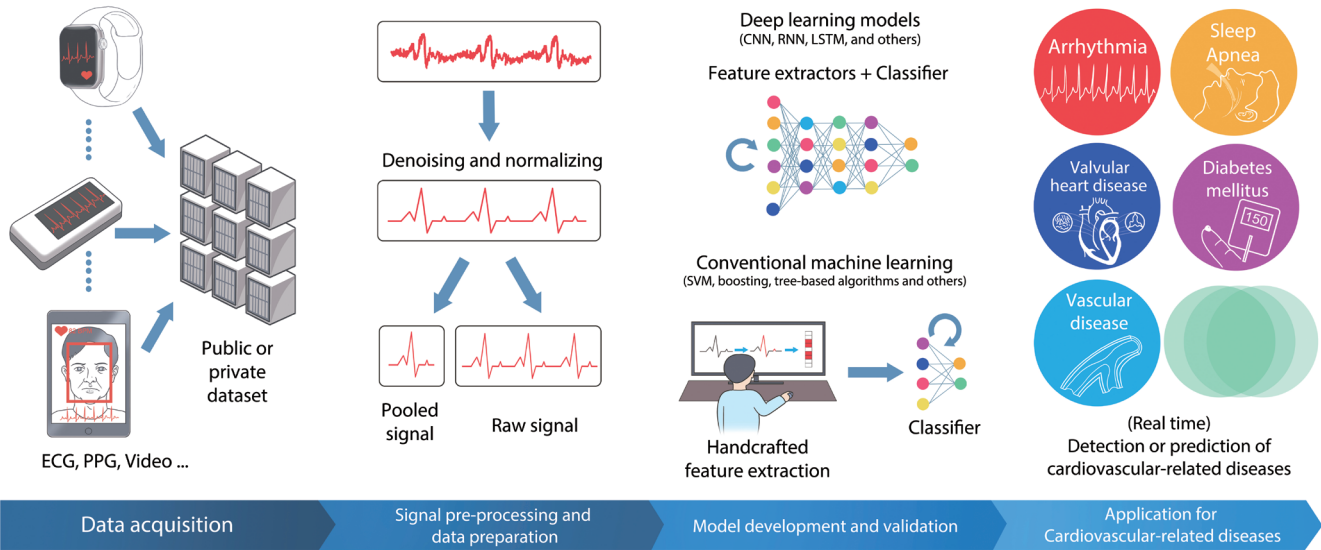 ECG, PPG, Video ...
Public or
private
dataset
Data acquisition
Denoising and normalizing
Pooled
signal
Raw signal
Signal pre-processing and
data preparation
Deep learning models
(CNN, RNN, LSTM, and others)
Feature extractors + Classifier
Conventional machine learning
(SVM, boosting, tree-based algorithms and others)
Handcrafted
feature extraction
Classifier
Model development and validation
Arrhythmia
Sleep
Apnea
Valvular
heart disease
Diabetes
mellitus
150
Vascular
disease
(Real time)
Detection or prediction of
cardiovascular-related diseases
Application for
Cardiovascular-related diseases